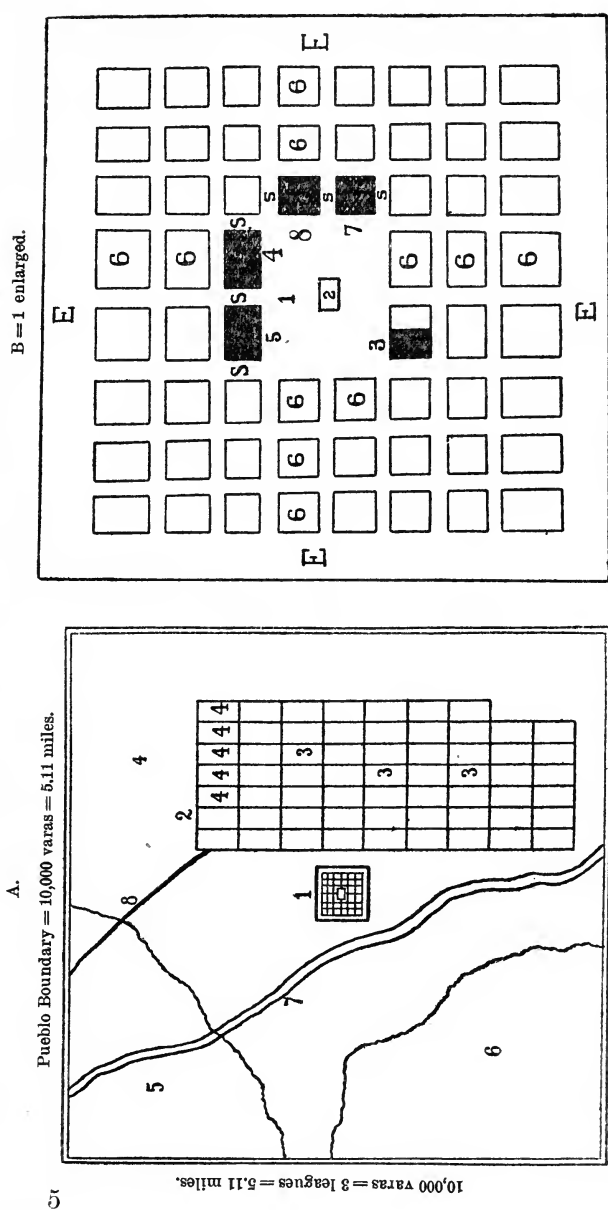 5
A.
Pueblo Boundary = 10,000 varas = 5.11 miles.
10,000 varas = 3 leagues = 5.11 miles.
4
2
4 4 4 4 4
8
3
1
3
3
7
5
6
B = 1 enlarged.
E
6
6
S S S
5 4
1
6 6 6 8 6 6
s
s
s
2
6 7
E E
3 6
6
6
E